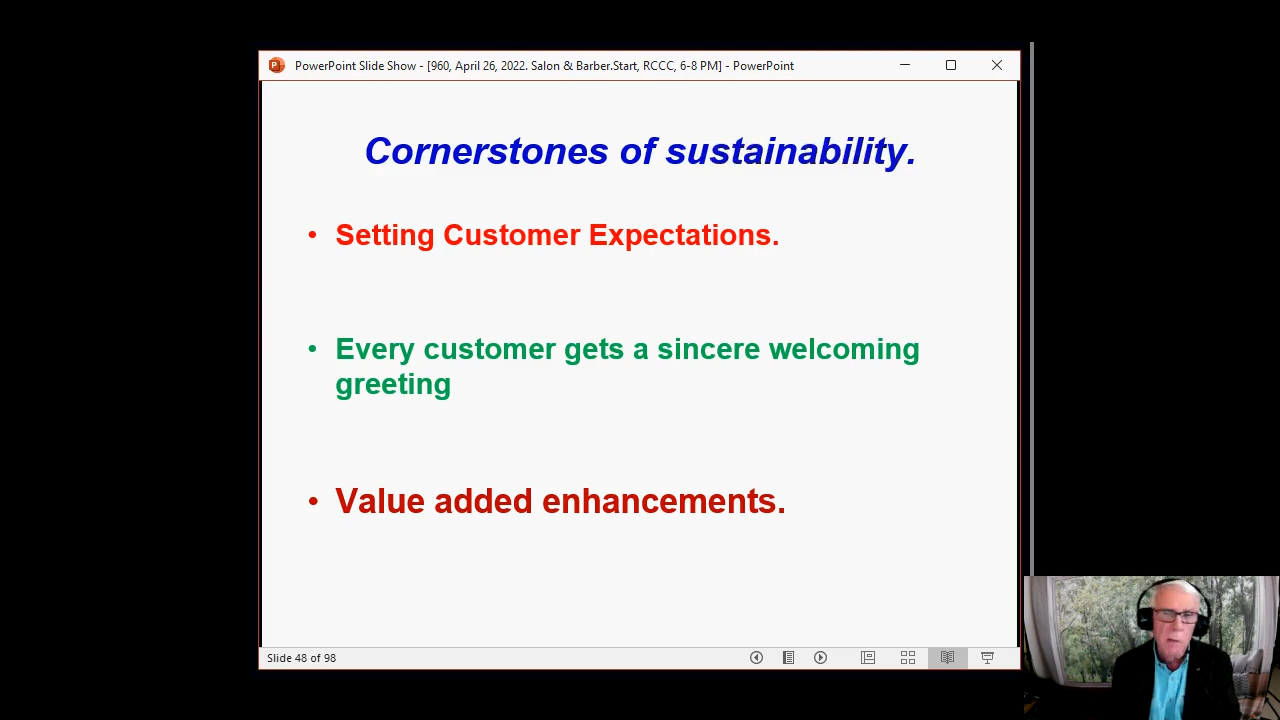 PowerPoint Slide Show - [960, April 26, 2022. Salon & Barber.Start, RCCC, 6-8 PM] - PowerPoint
Cornerstones of sustainability.
• Setting Customer Expectations.
• Every customer gets a sincere welcoming
greeting
• Value added enhancements.
Slide 48 of 98